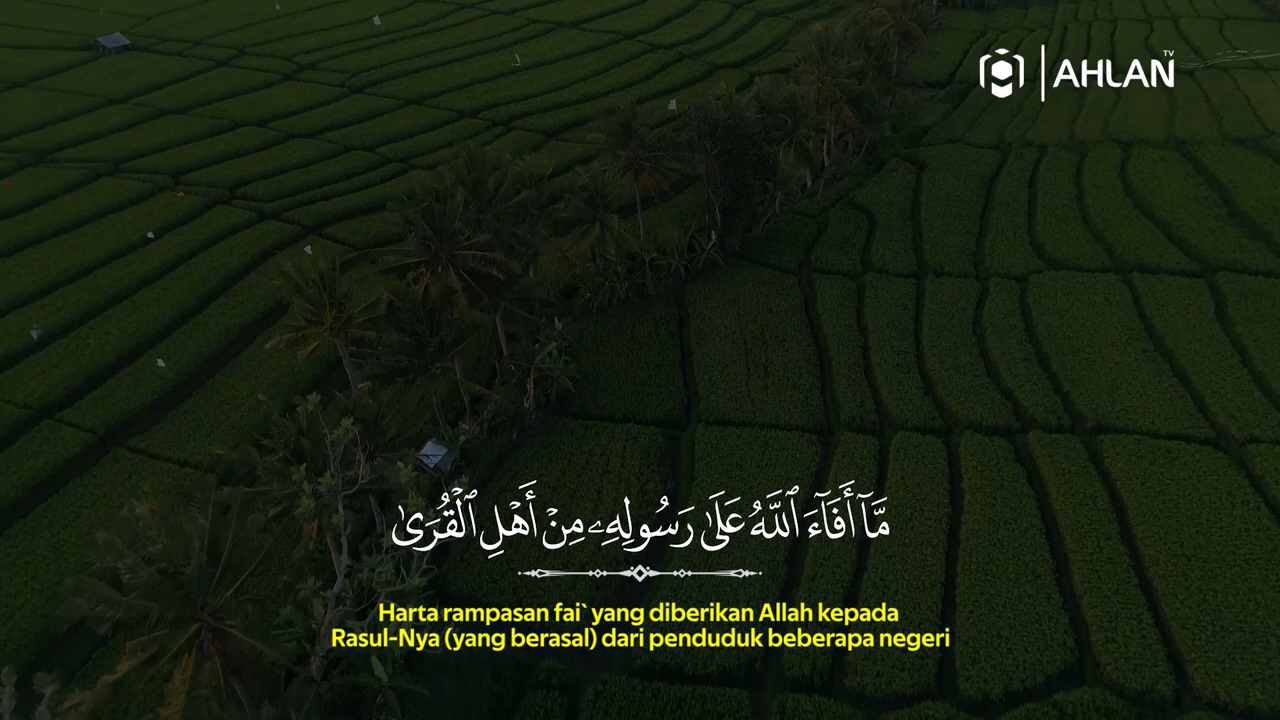 AHLAN TV
مَّآ أَفَآءَ ٱللَّهُ عَلَىٰ رَسُولِهِۦ مِنْ أَهْلِ ٱلْقُرَىٰ
Harta rampasan fai` yang diberikan Allah kepada
Rasul-Nya (yang berasal) dari penduduk beberapa negeri